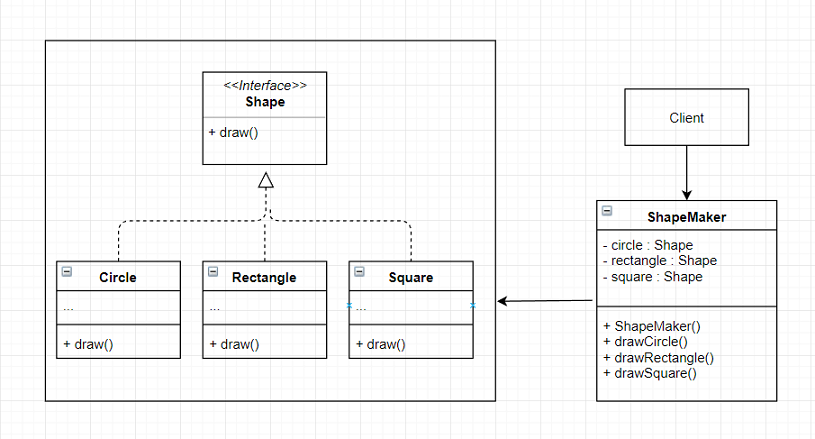 <<Interface>>
Shape
+ draw()
Circle
...
+ draw()
Rectangle
...
+ draw()
Square
...
+ draw()
Client
ShapeMaker
- circle : Shape
- rectangle : Shape
- square : Shape
+ ShapeMaker()
+ drawCircle()
+ drawRectangle()
+ drawSquare()